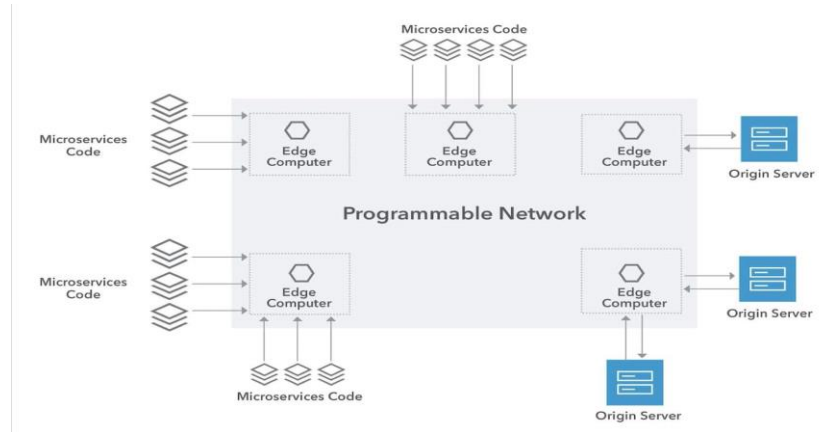 Microservices Code
Microservices
Code
Edge
Computer
Edge
Computer
Edge
Computer
Origin Server
Programmable Network
Microservices
Code
Edge
Computer
Edge
Computer
Origin Server
Microservices Code
Origin Server